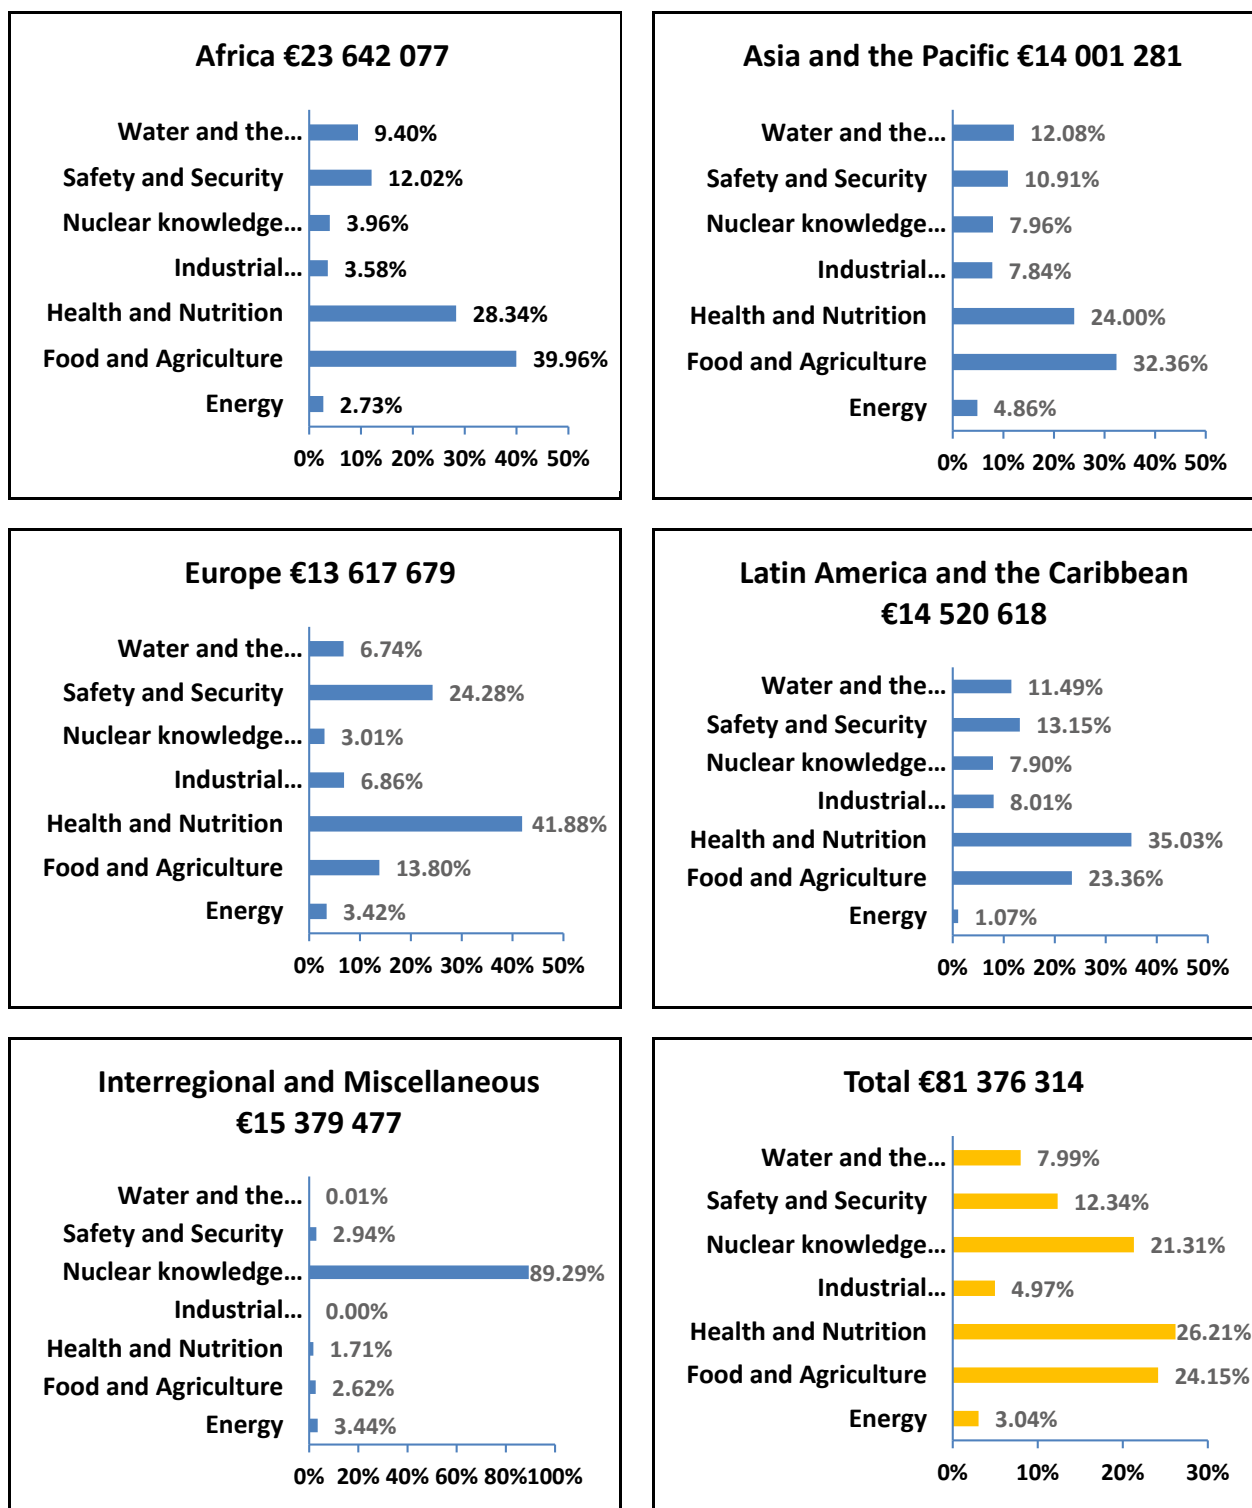 Africa €23 642 077
Water and the... 9.40%
Safety and Security 12.02%
Nuclear knowledge... 3.96%
Industrial... 3.58%
Health and Nutrition 28.34%
Food and Agriculture 39.96%
Energy 2.73%
0% 10% 20% 30% 40% 50%
Asia and the Pacific €14 001 281
Water and the... 12.08%
Safety and Security 10.91%
Nuclear knowledge... 7.96%
Industrial... 7.84%
Health and Nutrition 24.00%
Food and Agriculture 32.36%
Energy 4.86%
0% 10% 20% 30% 40% 50%
Europe €13 617 679
Water and the... 6.74%
Safety and Security 24.28%
Nuclear knowledge... 3.01%
Industrial... 6.86%
Health and Nutrition 41.88%
Food and Agriculture 13.80%
Energy 3.42%
0% 10% 20% 30% 40% 50%
Latin America and the Caribbean
€14 520 618
Water and the... 11.49%
Safety and Security 13.15%
Nuclear knowledge... 7.90%
Industrial... 8.01%
Health and Nutrition 35.03%
Food and Agriculture 23.36%
Energy 1.07%
0% 10% 20% 30% 40% 50%
Interregional and Miscellaneous
€15 379 477
Water and the... 0.01%
Safety and Security 2.94%
Nuclear knowledge... 89.29%
Industrial... 0.00%
Health and Nutrition 1.71%
Food and Agriculture 2.62%
Energy 3.44%
0% 20% 40% 60% 80% 100%
Total €81 376 314
Water and the... 7.99%
Safety and Security 12.34%
Nuclear knowledge... 21.31%
Industrial... 4.97%
Health and Nutrition 26.21%
Food and Agriculture 24.15%
Energy 3.04%
0% 10% 20% 30%